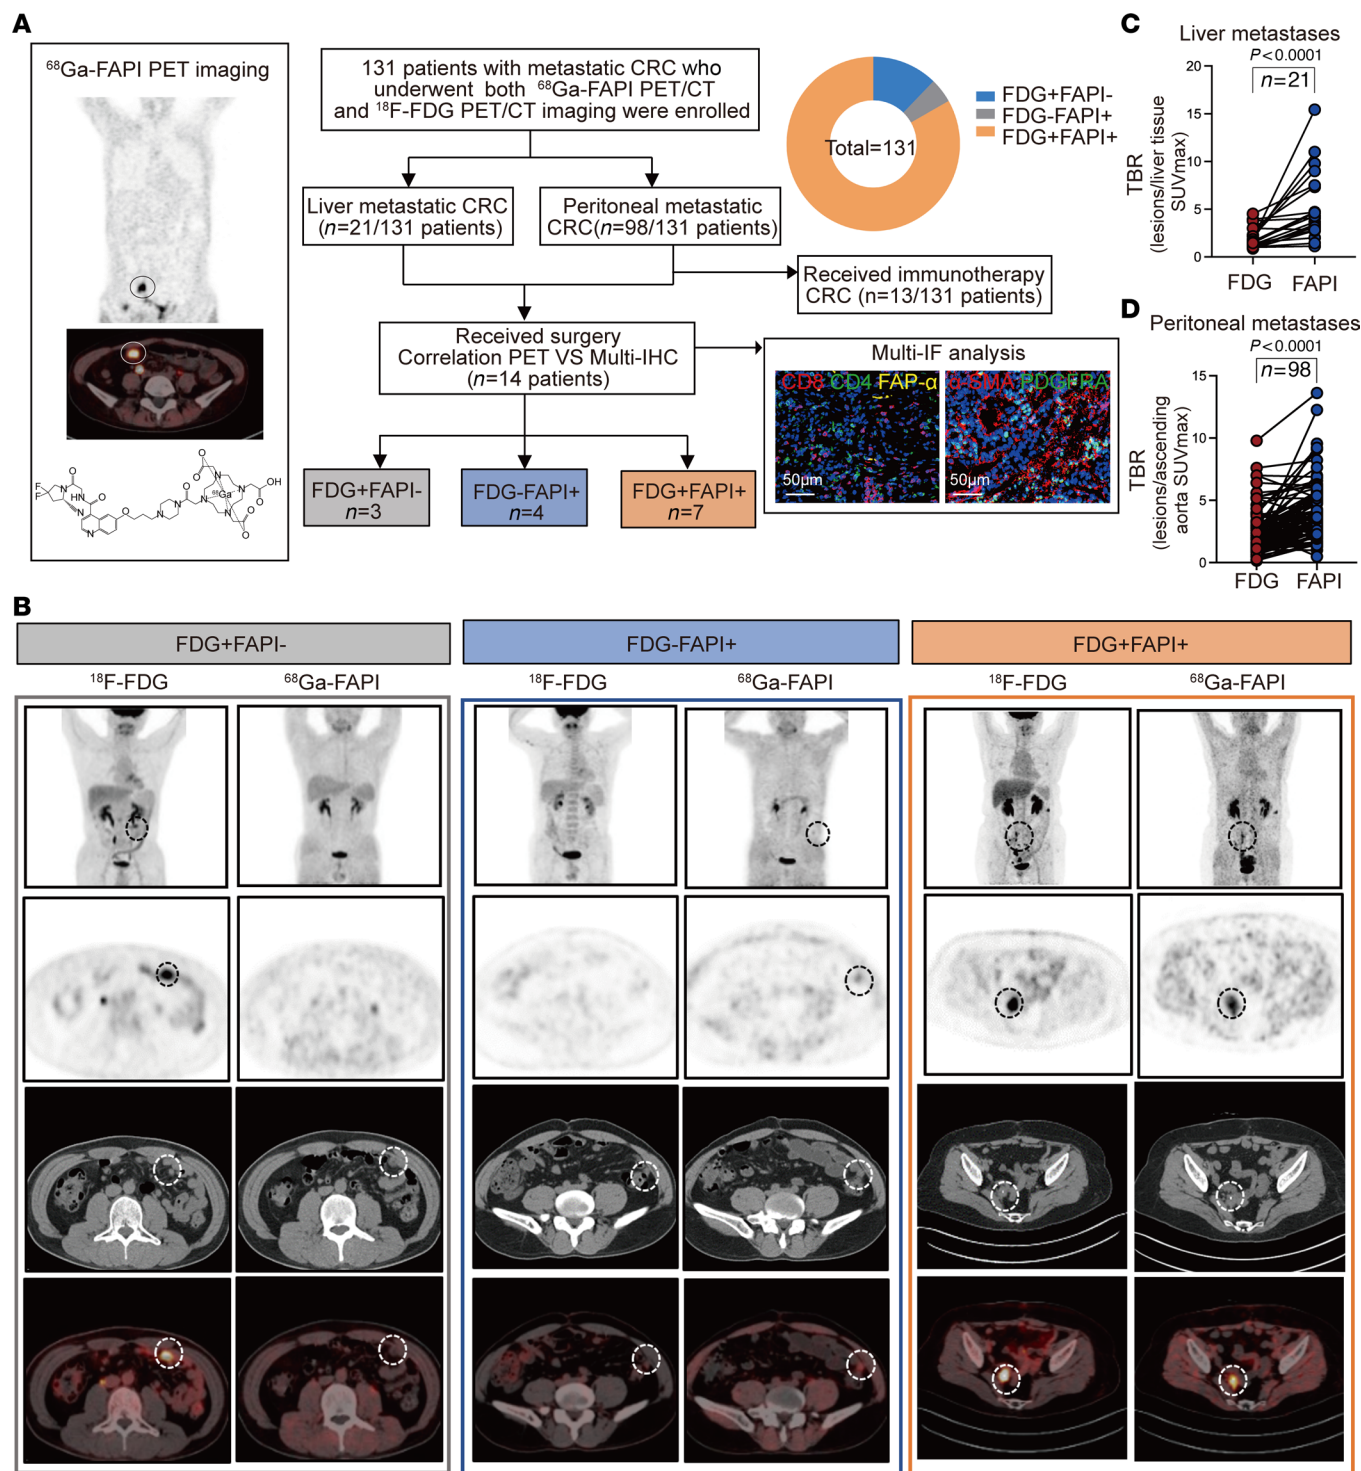 A
⁶⁸Ga-FAPI PET imaging
F
F
O
N
HN
O
N
N
O
N
N
O
O
O
N
N
⁶⁸Ga
N
N
O
OH
O
O
131 patients with metastatic CRC who
underwent both ⁶⁸Ga-FAPI PET/CT
and ¹⁸F-FDG PET/CT imaging were enrolled
Liver metastatic CRC
(n=21/131 patients)
Peritoneal metastatic
CRC(n=98/131 patients)
Received immunotherapy
CRC (n=13/131 patients)
Received surgery
Correlation PET VS Multi-IHC
(n=14 patients)
FDG+FAPI-
n=3
FDG-FAPI+
n=4
FDG+FAPI+
n=7
Total=131
FDG+FAPI-
FDG-FAPI+
FDG+FAPI+
Multi-IF analysis
CD8 CD4 FAP-α
50μm
α-SMA PDGFRA
50μm
C
Liver metastases
P<0.0001
n=21
TBR
(lesions/liver tissue
SUVmax)
20
15
10
5
0
FDG
FAPI
D
Peritoneal metastases
P<0.0001
n=98
TBR
(lesions/ascending
aorta SUVmax)
15
10
5
0
FDG
FAPI
B
FDG+FAPI-
FDG-FAPI+
FDG+FAPI+
¹⁸F-FDG
⁶⁸Ga-FAPI
¹⁸F-FDG
⁶⁸Ga-FAPI
¹⁸F-FDG
⁶⁸Ga-FAPI